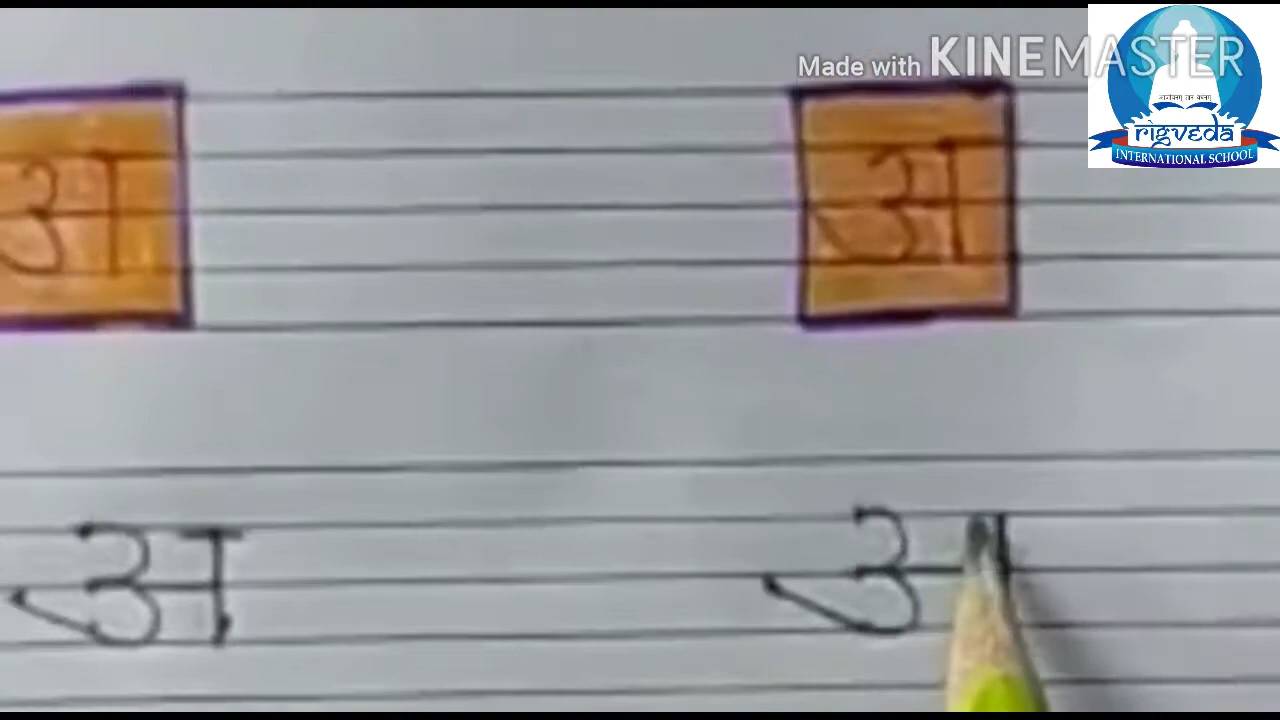 Made with KINEMASTER
rigveda
INTERNATIONAL SCHOOL
अ अ
अ अ